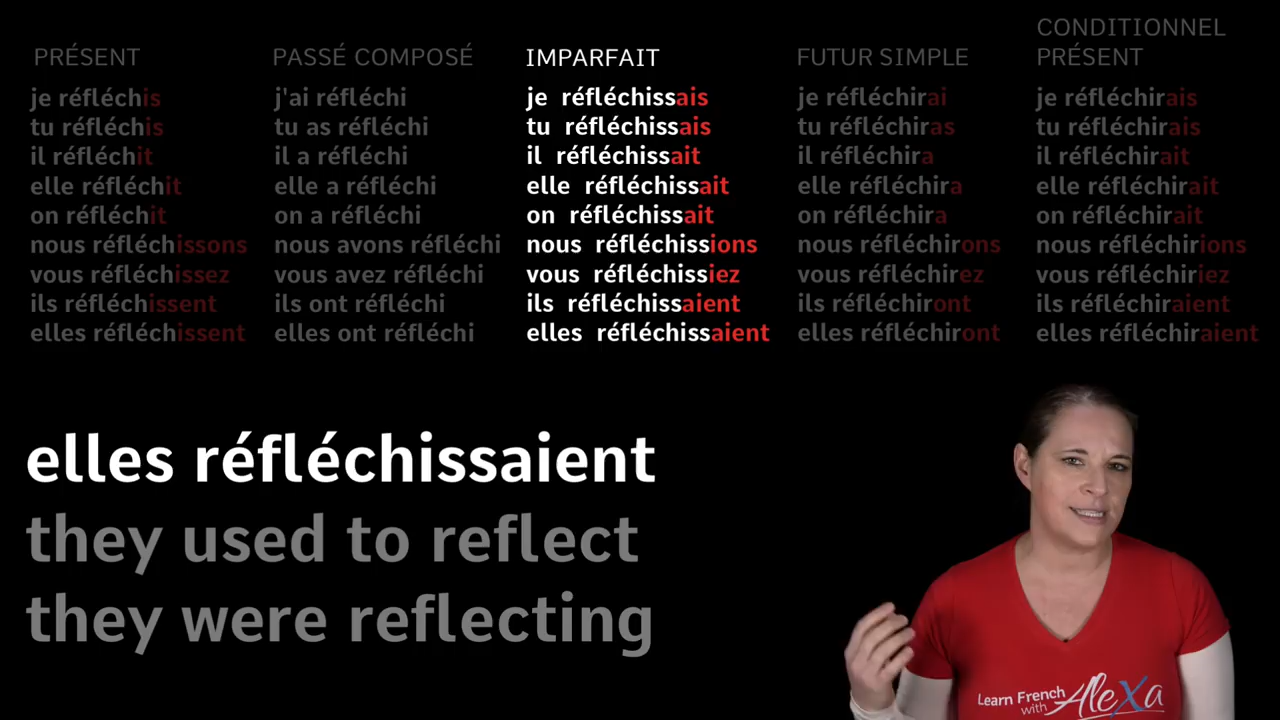 PRÉSENT
je réfléchis
tu réfléchis
il réfléchit
elle réfléchit
on réfléchit
nous réfléchissons
vous réfléchissez
ils réfléchissent
elles réfléchissent
PASSÉ COMPOSÉ
j'ai réfléchi
tu as réfléchi
il a réfléchi
elle a réfléchi
on a réfléchi
nous avons réfléchi
vous avez réfléchi
ils ont réfléchi
elles ont réfléchi
IMPARFAIT
je réfléchissais
tu réfléchissais
il réfléchissait
elle réfléchissait
on réfléchissait
nous réfléchissions
vous réfléchissiez
ils réfléchissaient
elles réfléchissaient
FUTUR SIMPLE
je réfléchirai
tu réfléchiras
il réfléchira
elle réfléchira
on réfléchira
nous réfléchirons
vous réfléchirez
ils réfléchiront
elles réfléchiront
CONDITIONNEL
PRÉSENT
je réfléchirais
tu réfléchirais
il réfléchirait
elle réfléchirait
on réfléchirait
nous réfléchirions
vous réfléchiriez
ils réfléchiraient
elles réfléchiraient
elles réfléchissaient
they used to reflect
they were reflecting
Learn French
with AleXa